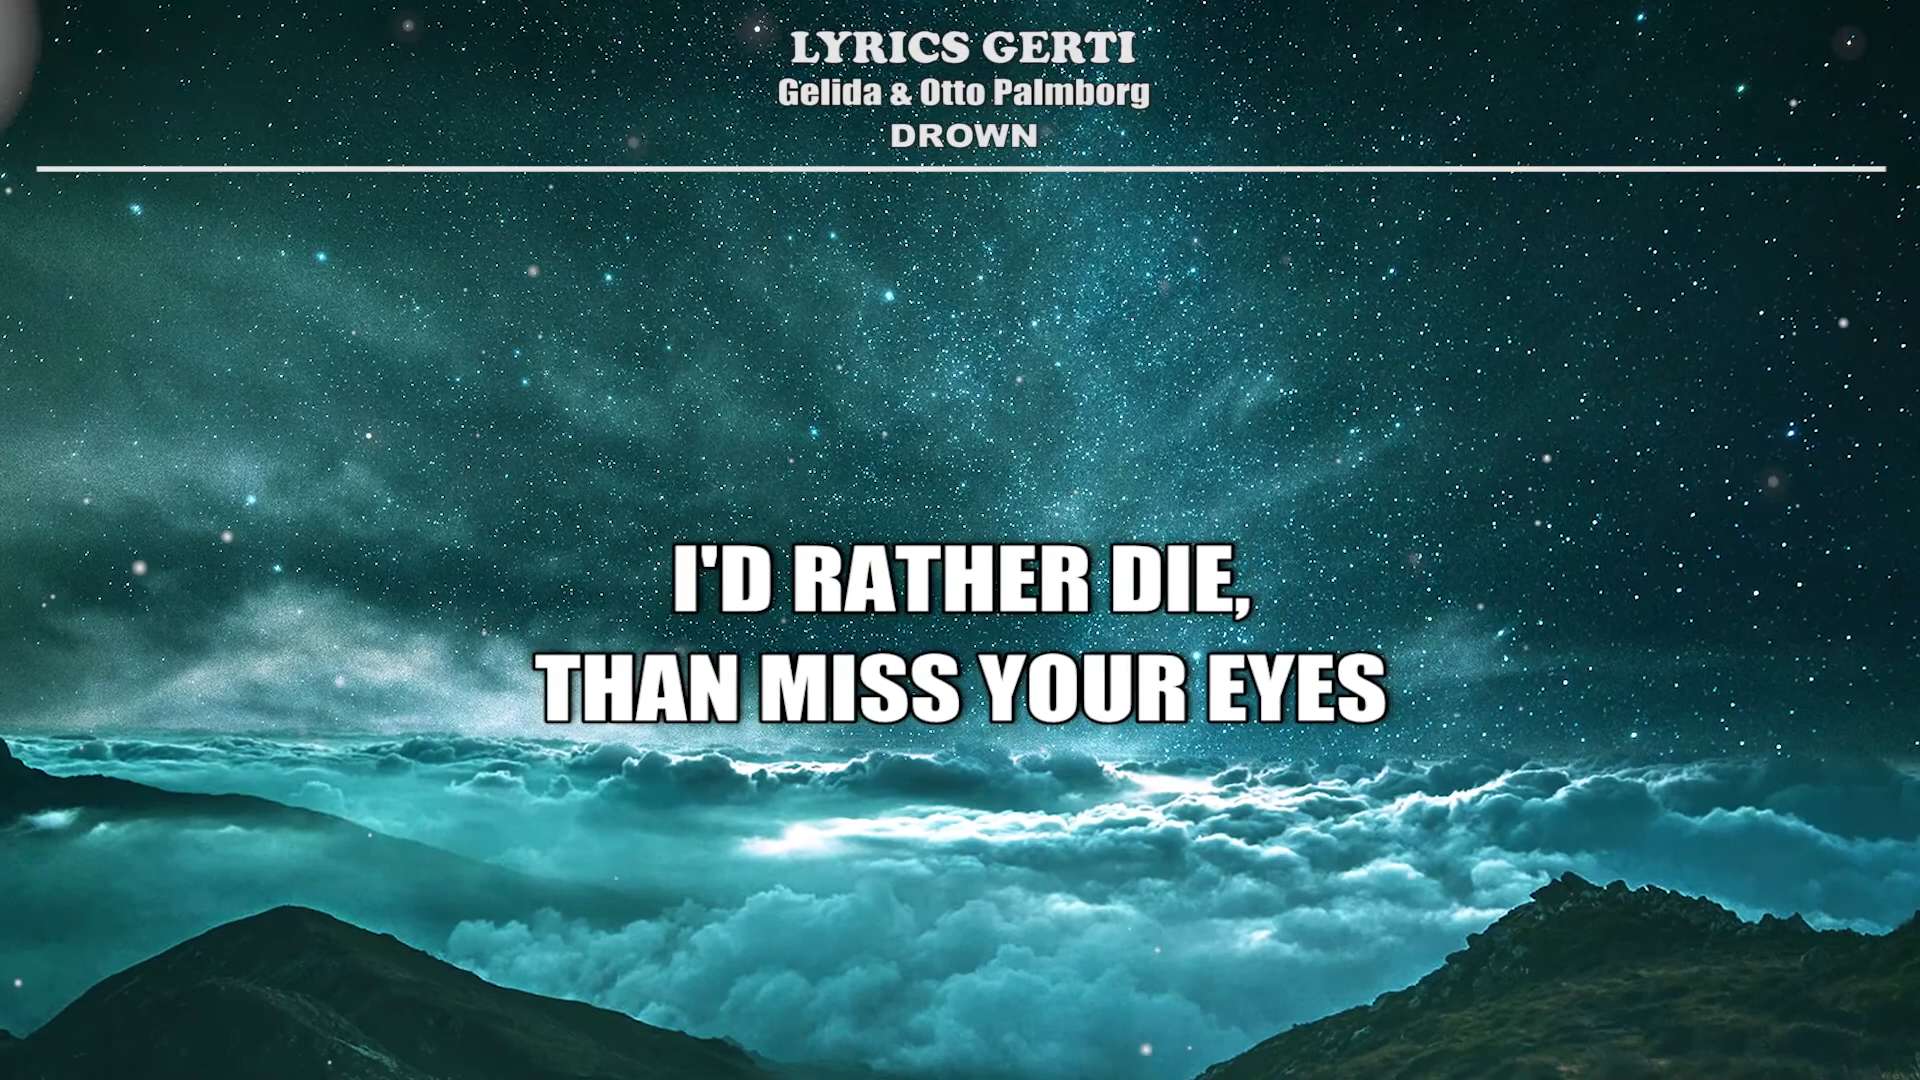 LYRICS GERTI
Gelida & Otto Palmborg
DROWN
I'D RATHER DIE,
THAN MISS YOUR EYES